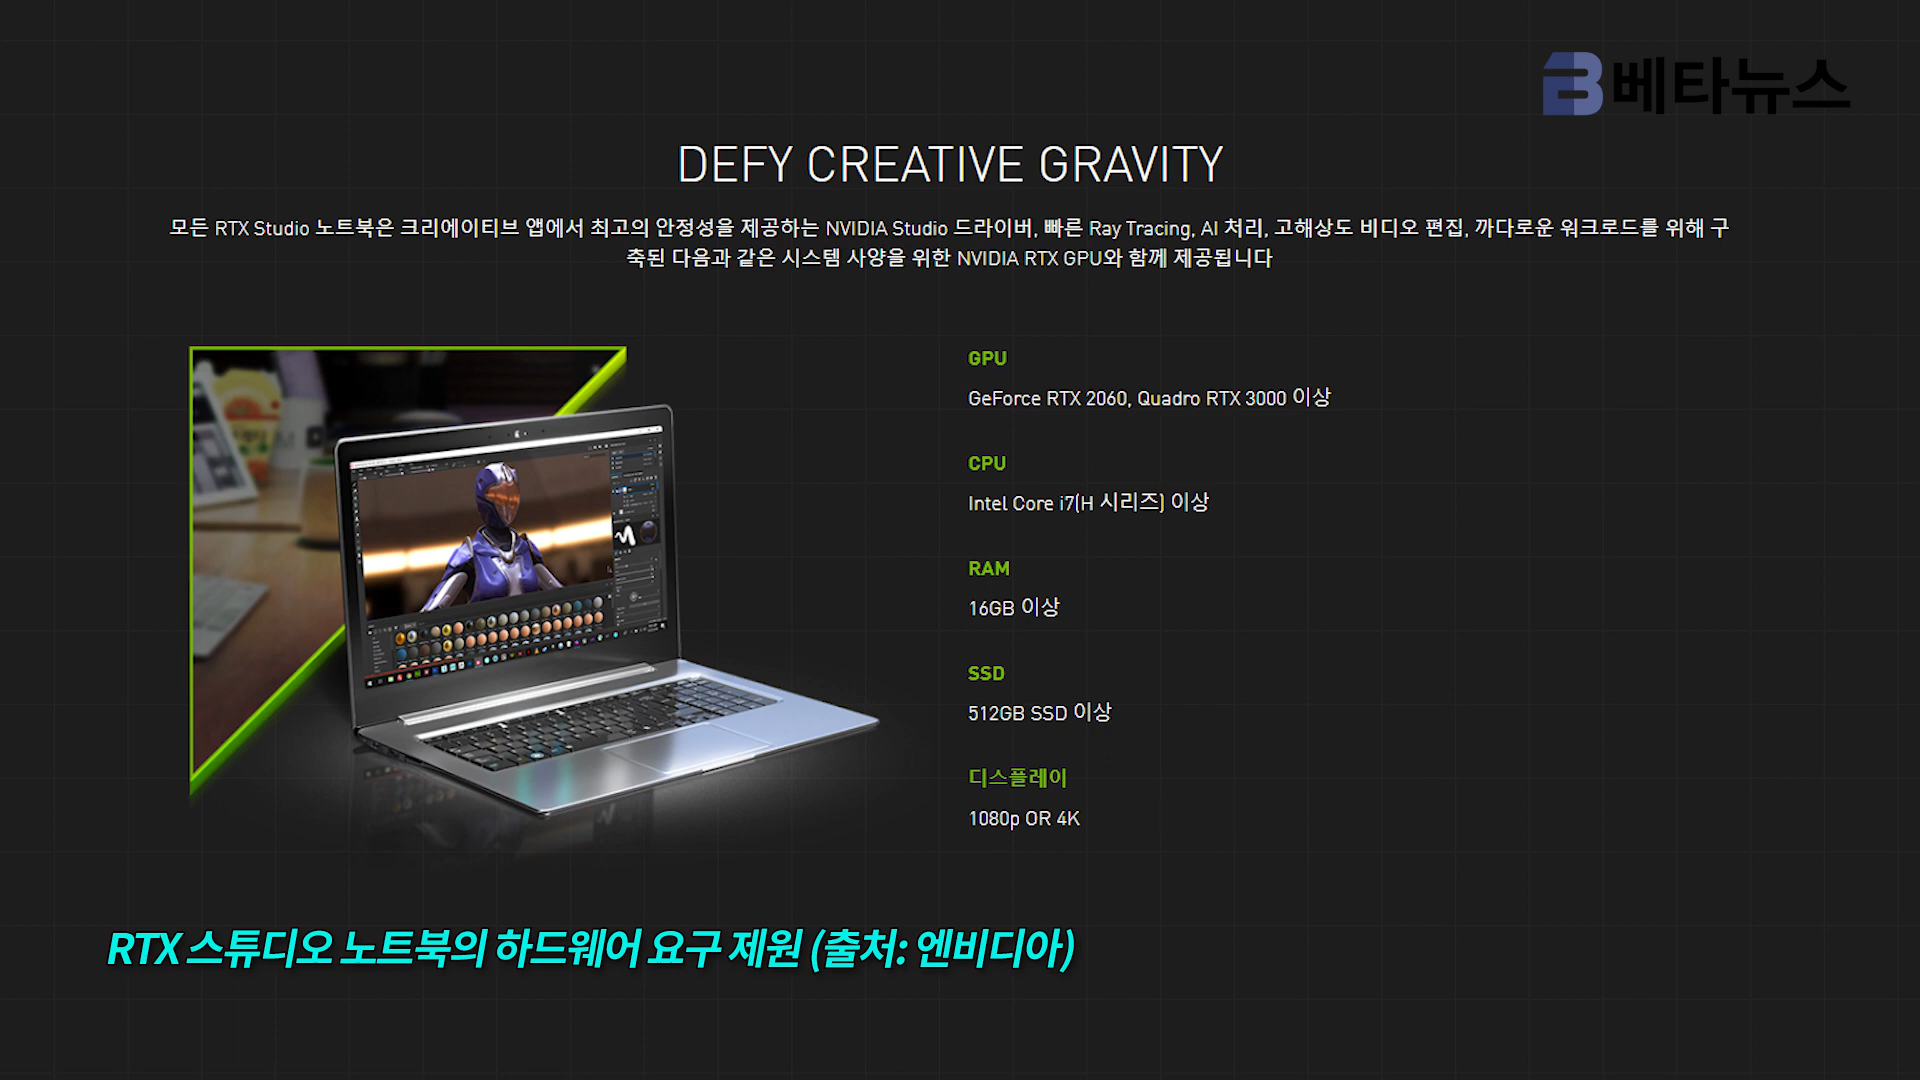 베타뉴스
DEFY CREATIVE GRAVITY
모든 RTX Studio 노트북은 크리에이티브 앱에서 최고의 안정성을 제공하는 NVIDIA Studio 드라이버, 빠른 Ray Tracing, AI 처리, 고해상도 비디오 편집, 까다로운 워크로드를 위해 구
축된 다음과 같은 시스템 사양을 위한 NVIDIA RTX GPU와 함께 제공됩니다
GPU
GeForce RTX 2060, Quadro RTX 3000 이상
CPU
Intel Core i7(H 시리즈) 이상
RAM
16GB 이상
SSD
512GB SSD 이상
디스플레이
1080p OR 4K
RTX 스튜디오 노트북의 하드웨어 요구 제원 (출처: 엔비디아)